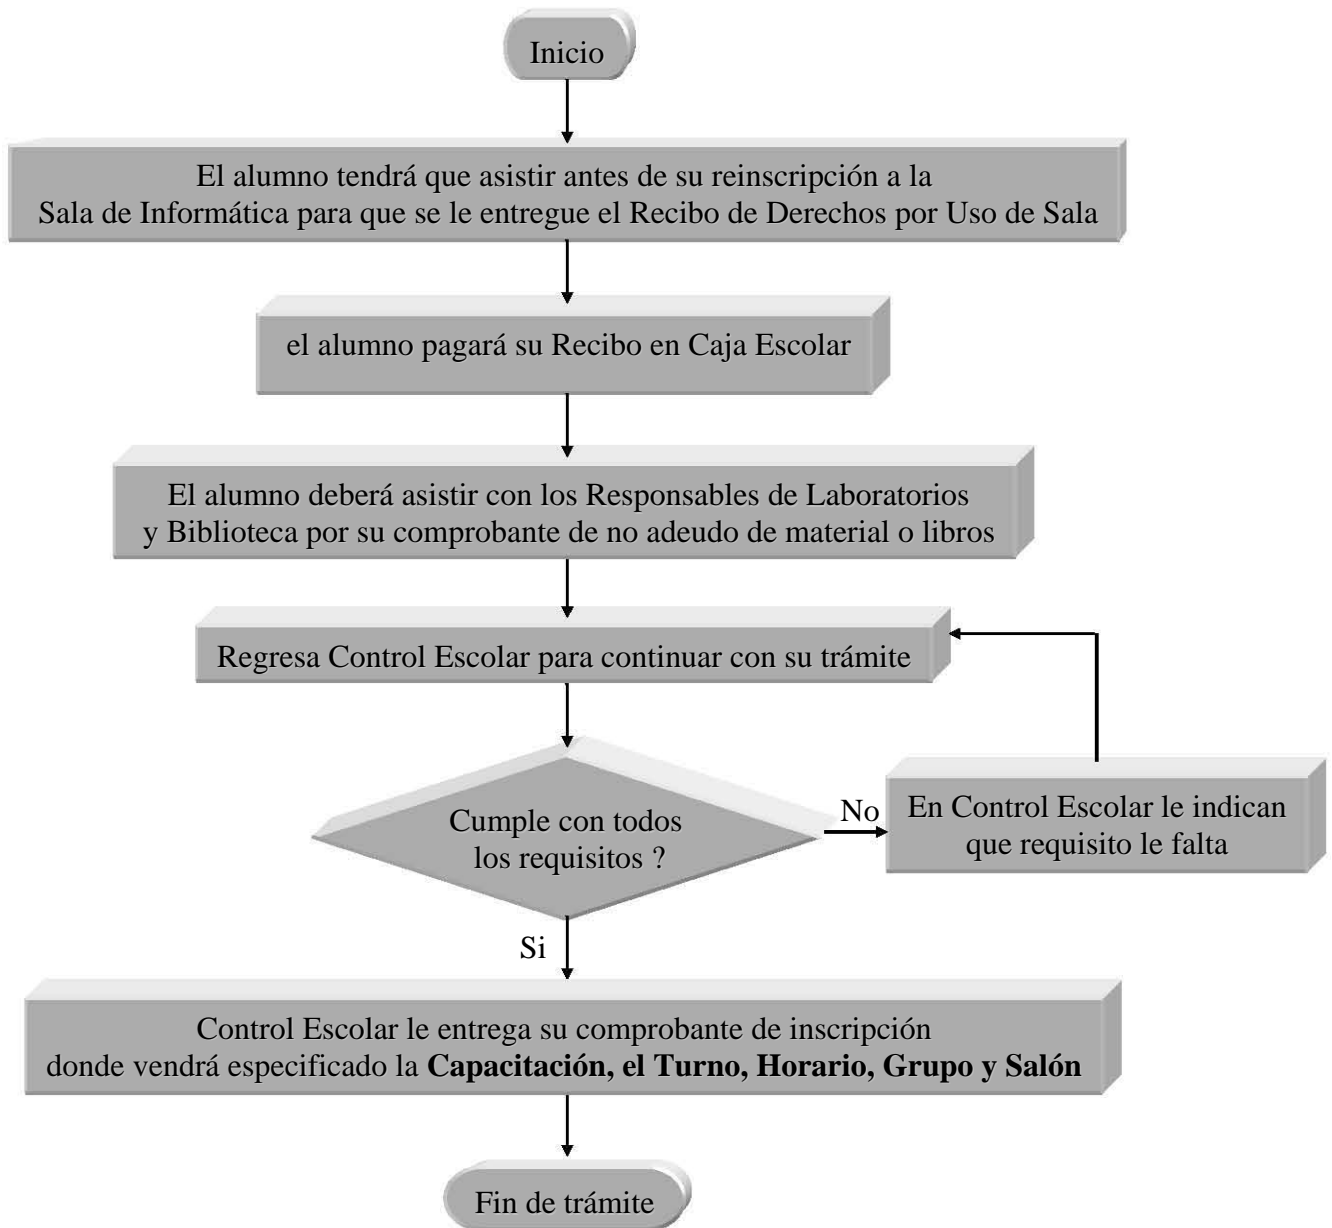 Inicio
El alumno tendrá que asistir antes de su reinscripción a la
Sala de Informática para que se le entregue el Recibo de Derechos por Uso de Sala
el alumno pagará su Recibo en Caja Escolar
El alumno deberá asistir con los Responsables de Laboratorios
y Biblioteca por su comprobante de no adeudo de material o libros
Regresa Control Escolar para continuar con su trámite
Cumple con todos
los requisitos ?
No
En Control Escolar le indican
que requisito le falta
Si
Control Escolar le entrega su comprobante de inscripción
donde vendrá especificado la Capacitación, el Turno, Horario, Grupo y Salón
Fin de trámite